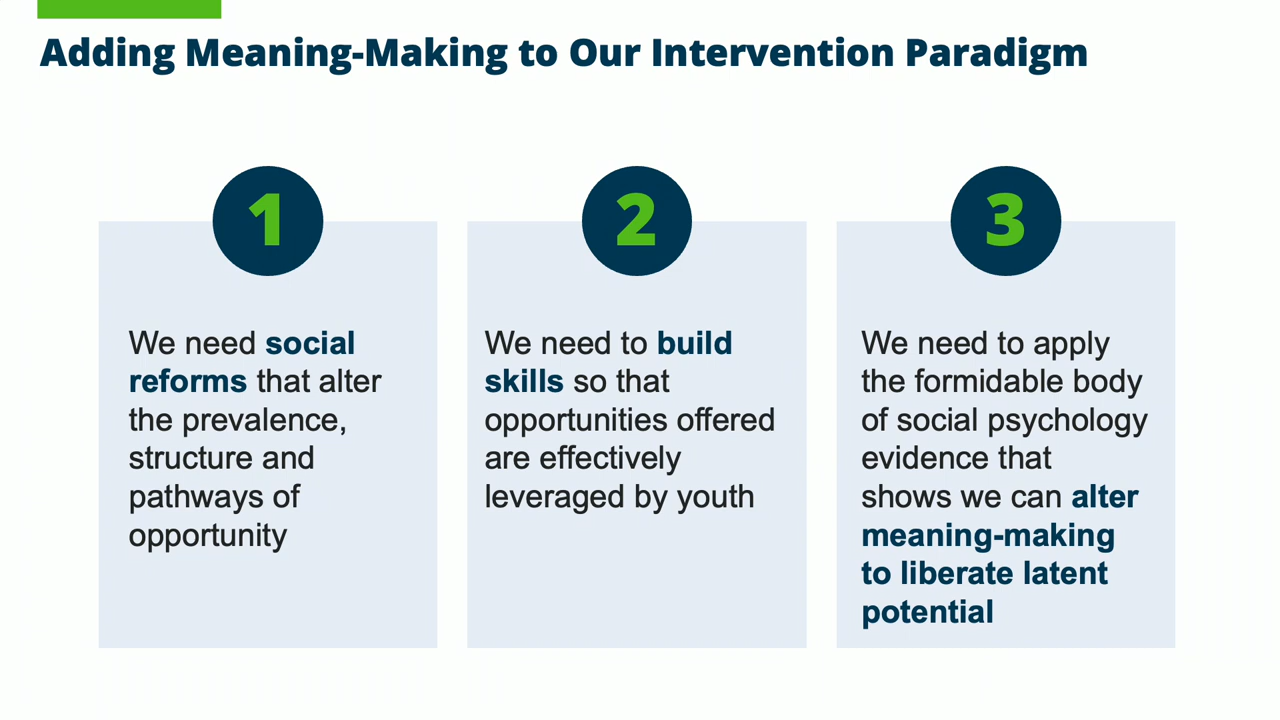 Adding Meaning-Making to Our Intervention Paradigm
1
We need social
reforms that alter
the prevalence,
structure and
pathways of
opportunity
2
We need to build
skills so that
opportunities offered
are effectively
leveraged by youth
3
We need to apply
the formidable body
of social psychology
evidence that
shows we can alter
meaning-making
to liberate latent
potential